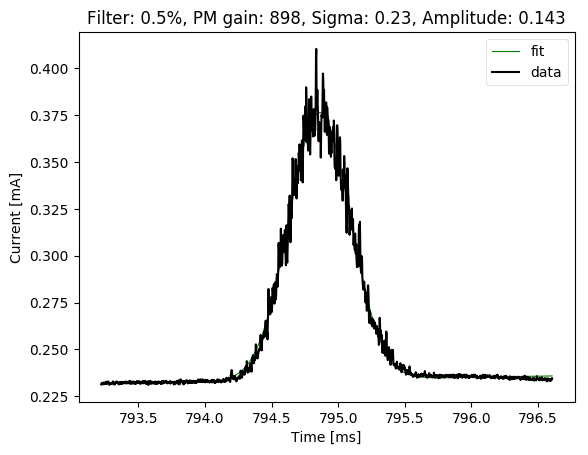 Filter: 0.5%, PM gain: 898, Sigma: 0.23, Amplitude: 0.143
fit
data
0.400
0.375
0.350
0.325
0.300
0.275
0.250
0.225
Current [mA]
793.5 794.0 794.5 795.0 795.5 796.0 796.5
Time [ms]